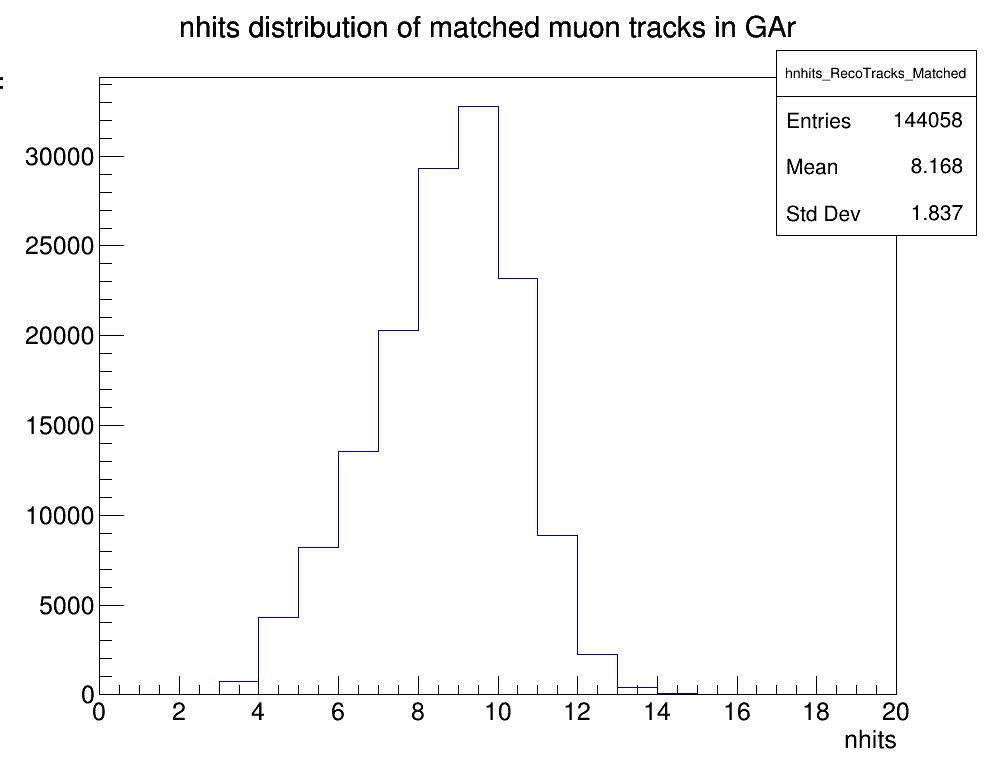 nhits distribution of matched muon tracks in GAr
hnhits_RecoTracks_Matched
Entries 144058
Mean 8.168
Std Dev 1.837
30000
25000
20000
15000
10000
5000
0
0 2 4 6 8 10 12 14 16 18 20
nhits